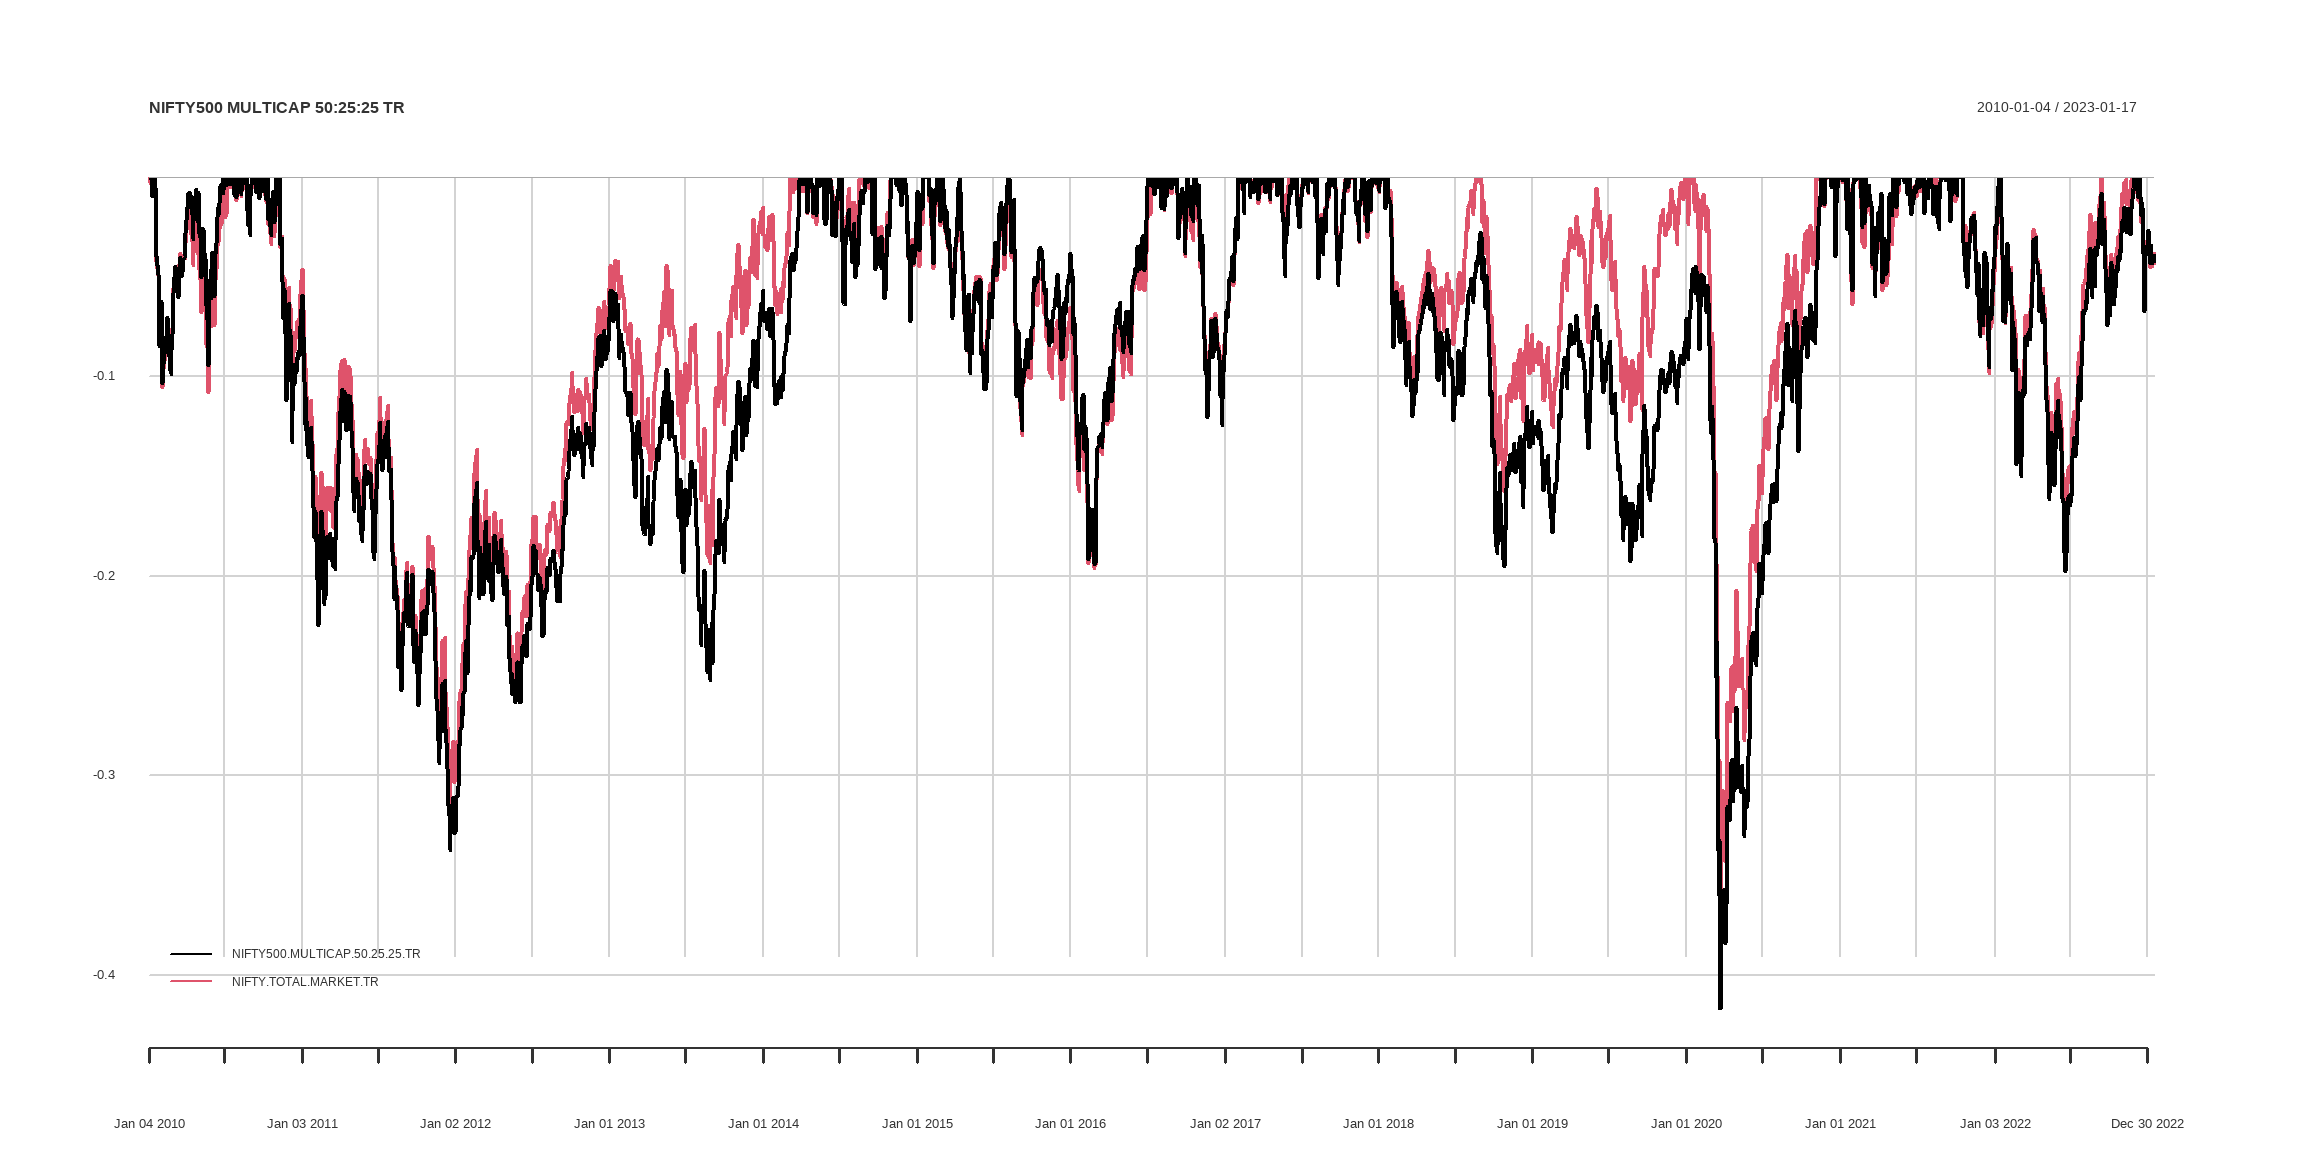 NIFTY500 MULTICAP 50:25:25 TR
2010-01-04 / 2023-01-17
-0.1
-0.2
-0.3
-0.4
NIFTY500.MULTICAP.50.25.25.TR
NIFTY.TOTAL.MARKET.TR
Jan 04 2010 Jan 03 2011 Jan 02 2012 Jan 01 2013 Jan 01 2014 Jan 01 2015 Jan 01 2016 Jan 02 2017 Jan 01 2018 Jan 01 2019 Jan 01 2020 Jan 01 2021 Jan 03 2022 Dec 30 2022